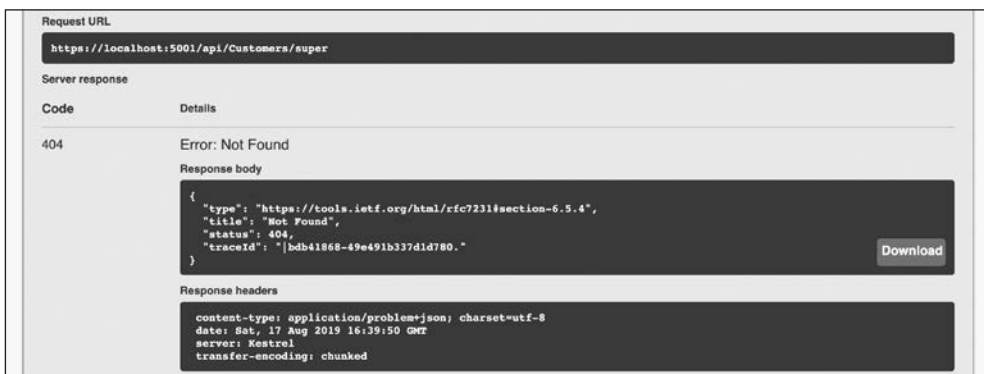 Request URL
https://localhost:5001/api/Customers/super
Server response
Code Details
404 Error: Not Found
Response body
{
"type": "https://tools.ietf.org/html/rfc7231#section-6.5.4",
"title": "Not Found",
"status": 404,
"traceId": "|bdb41868-49e491b337d1d780."
}
Download
Response headers
content-type: application/problem+json; charset=utf-8
date: Sat, 17 Aug 2019 16:39:50 GMT
server: Kestrel
transfer-encoding: chunked